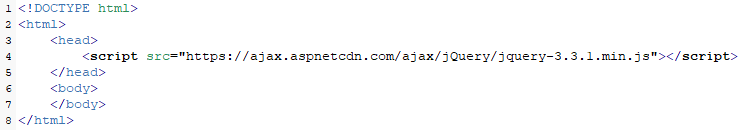 1 <!DOCTYPE html>
2 <html>
3     <head>
4         <script src="https://ajax.aspnetcdn.com/ajax/jQuery/jquery-3.3.1.min.js"></script>
5     </head>
6     <body>
7     </body>
8 </html>